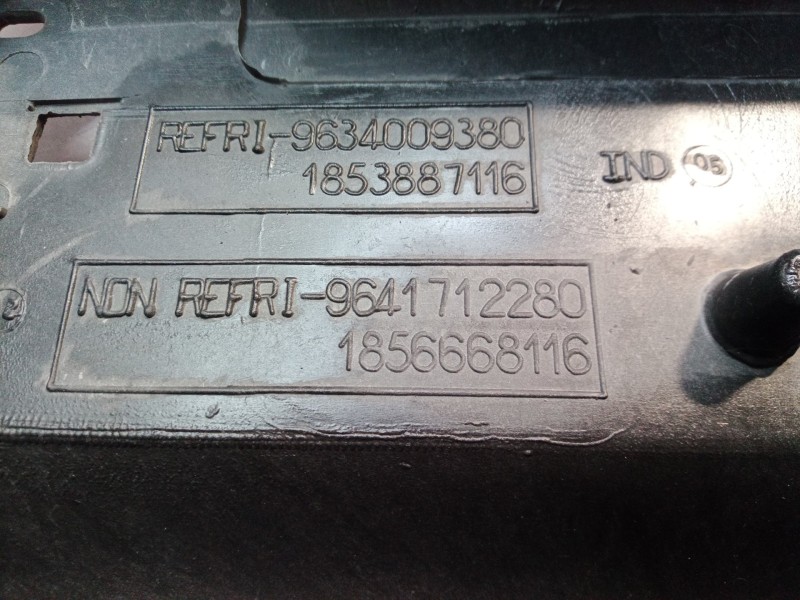 REFRI-9634009380
1853887116
IND 05
NON REFRI-9641712280
1856668116